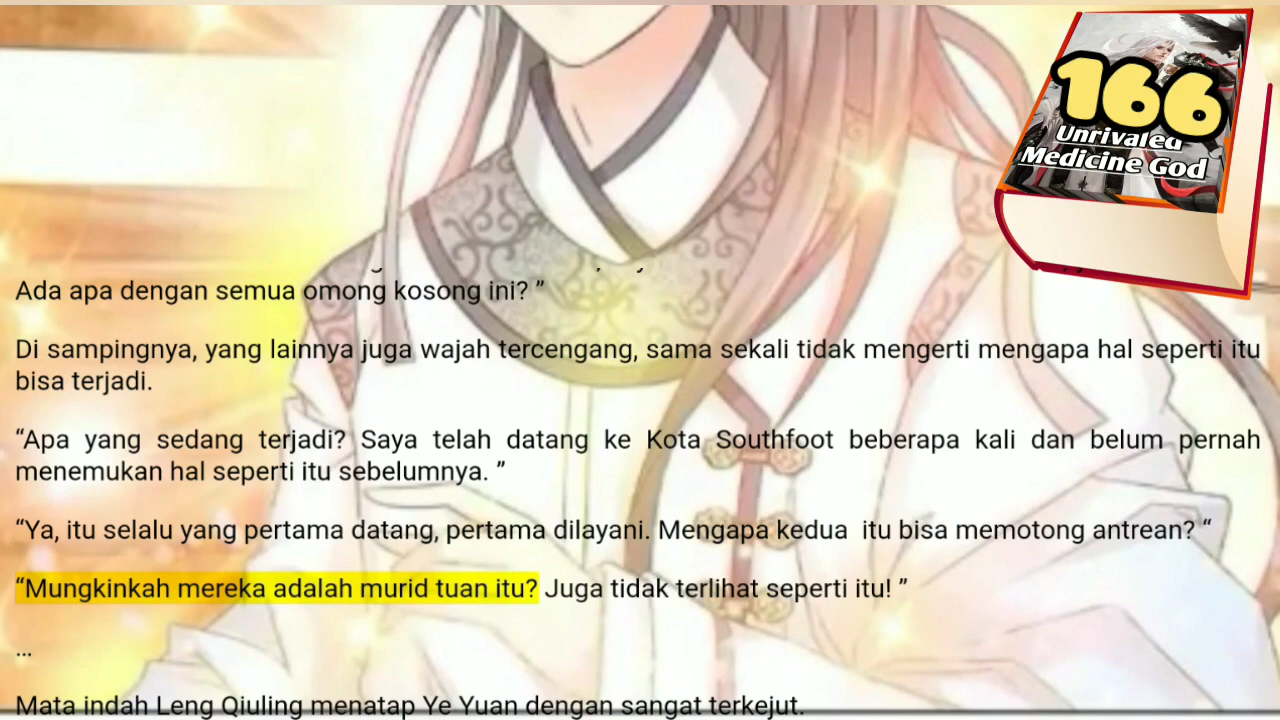 166
Unrivaled
Medicine God
Ada apa dengan semua omong kosong ini? ”
Di sampingnya, yang lainnya juga wajah tercengang, sama sekali tidak mengerti mengapa hal seperti itu
bisa terjadi.
“Apa yang sedang terjadi? Saya telah datang ke Kota Southfoot beberapa kali dan belum pernah
menemukan hal seperti itu sebelumnya. ”
“Ya, itu selalu yang pertama datang, pertama dilayani. Mengapa kedua  itu bisa memotong antrean? “
“Mungkinkah mereka adalah murid tuan itu? Juga tidak terlihat seperti itu! ”
...
Mata indah Leng Qiuling menatap Ye Yuan dengan sangat terkejut.